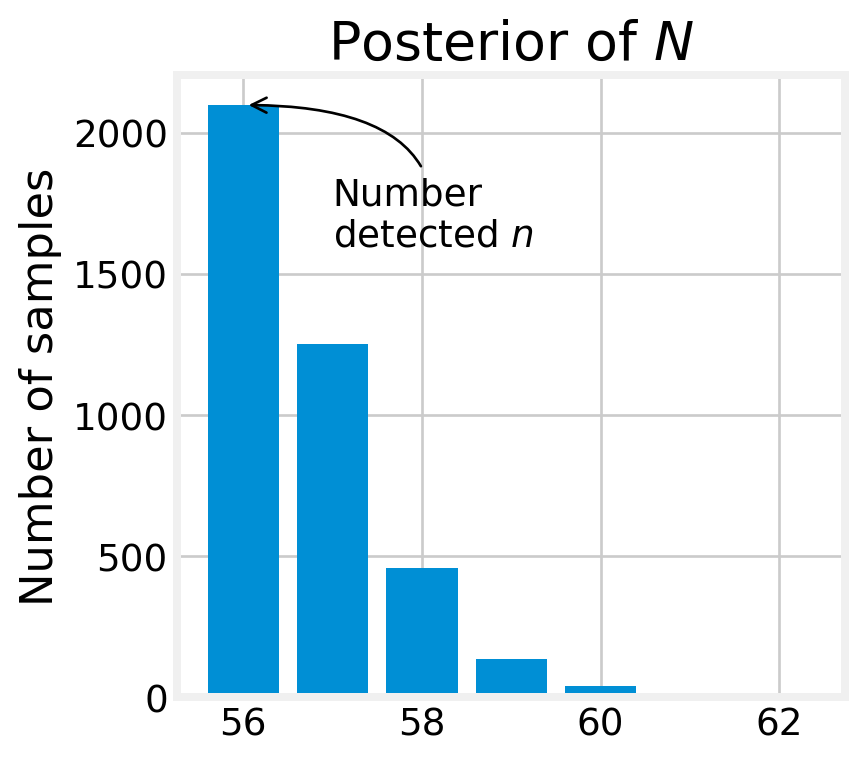 Posterior of N
Number of samples
2000
1500
1000
500
0
Number
detected n
56 58 60 62